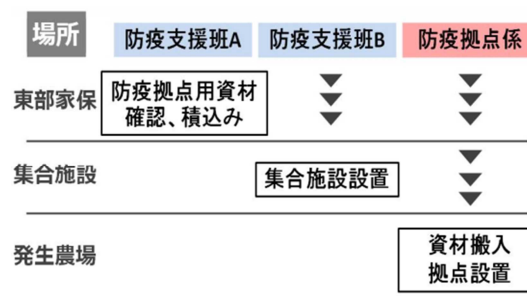 場所 防疫支援班A 防疫支援班B 防疫拠点係
東部家保
防疫拠点用資材
確認、積込み
集合施設
集合施設設置
発生農場
資材搬入
拠点設置